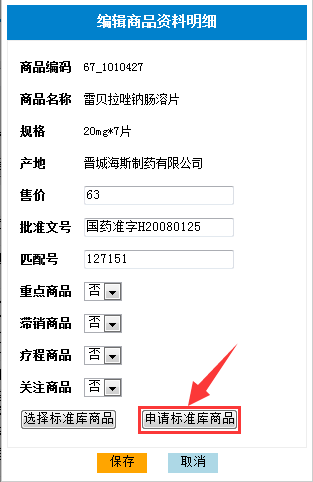 编辑商品资料明细
商品编码 67_1010427
商品名称 雷贝拉唑钠肠溶片
规格 20mg*7片
产地 晋城海斯制药有限公司
售价 63
批准文号 国药准字H20080125
匹配号 127151
重点商品 否
滞销商品 否
疗程商品 否
关注商品 否
选择标准库商品 申请标准库商品
保存 取消